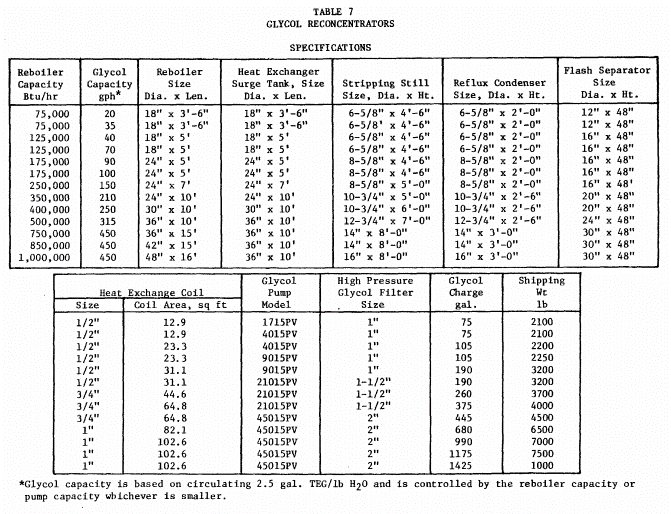 TABLE 7
GLYCOL RECONCENTRATORS
SPECIFICATIONS
Reboiler Capacity Btu/hr | Glycol Capacity gph* | Reboiler Size Dia. x Len. | Heat Exchanger Surge Tank, Size Dia. x Len. | Stripping Still Size, Dia. x Ht. | Reflux Condenser Size, Dia. x Ht. | Flash Separator Size Dia. x Ht.
75,000 20 18" x 3'-6" 18" x 3'-6" 6-5/8" x 4'-6" 6-5/8" x 2'-0" 12" x 48"
75,000 35 18" x 3'-6" 18" x 3'-6" 6-5/8" x 4'-6" 6-5/8" x 2'-0" 12" x 48"
125,000 40 18" x 5' 18" x 5' 6-5/8" x 4'-6" 6-5/8" x 2'-0" 16" x 48"
125,000 70 18" x 5' 18" x 5' 6-5/8" x 4'-6" 6-5/8" x 2'-0" 16" x 48"
175,000 90 24" x 5' 24" x 5' 8-5/8" x 4'-6" 8-5/8" x 2'-0" 16" x 48"
175,000 100 24" x 5' 24" x 5' 8-5/8" x 4'-6" 8-5/8" x 2'-0" 16" x 48"
250,000 150 24" x 7' 24" x 7' 8-5/8" x 5'-0" 8-5/8" x 2'-0" 16" x 48'
350,000 210 24" x 10' 24" x 10' 10-3/4" x 5'-0" 10-3/4" x 2'-6" 20" x 48"
400,000 250 30" x 10' 30" x 10' 10-3/4" x 6'-0" 10-3/4" x 2'-6" 20" x 48"
500,000 315 36" x 10' 36" x 10' 12-3/4" x 7'-0" 12-3/4" x 2'-6" 24" x 48"
750,000 450 36" x 15' 36" x 10' 14" x 8'-0" 14" x 3'-0" 30" x 48"
850,000 450 42" x 15' 36" x 10' 14" x 8'-0" 14" x 3'-0" 30" x 48"
1,000,000 450 48" x 16' 36" x 10' 16" x 8'-0" 16" x 3'-0" 30" x 48"
Heat Exchange Coil Size | Coil Area, sq ft | Glycol Pump Model | High Pressure Glycol Filter Size | Glycol Charge gal. | Shipping Wt lb
1/2" 12.9 1715PV 1" 75 2100
1/2" 12.9 4015PV 1" 75 2100
1/2" 23.3 4015PV 1" 105 2200
1/2" 23.3 9015PV 1" 105 2250
1/2" 31.1 9015PV 1" 190 3200
1/2" 31.1 21015PV 1-1/2" 190 3200
3/4" 44.6 21015PV 1-1/2" 260 3700
3/4" 64.8 21015PV 1-1/2" 375 4000
3/4" 64.8 45015PV 2" 445 4500
1" 82.1 45015PV 2" 680 6500
1" 102.6 45015PV 2" 990 7000
1" 102.6 45015PV 2" 1175 7500
1" 102.6 45015PV 2" 1425 1000
*Glycol capacity is based on circulating 2.5 gal. TEG/lb H2O and is controlled by the reboiler capacity or
pump capacity whichever is smaller.